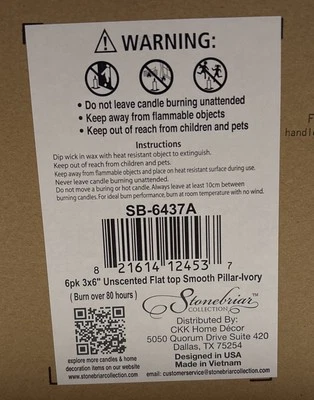 ⚠ WARNING:
• Do not leave candle burning unattended
• Keep away from flammable objects
• Keep out of reach from children and pets
Instructions
Dip wick in wax with heat resistant object to extinguish.
Keep out of reach from children and pets.
Keep away from flammable objects and place on heat resistant surface during use.
Never leave candle burning unattended.
Do not move a buring or hot candle. Always leave at least 10cm between
burning candles. For ideal burn performance, burn at room temperature with no wind.
SB-6437A
8 21614 12453 7
6pk 3x6" Unscented Flat top Smooth Pillar-Ivory
( Burn over 80 hours )
Stonebriar™
COLLECTION
Distributed By:
CKK Home Décor
5050 Quorum Drive Suite 420
Dallas, TX 75254
Designed in USA
Made in Vietnam
explore more candles & home
decoration items on our website
www.stonebriarcollection.com
email: customerservice@stonebriarcollection.com
F
handl